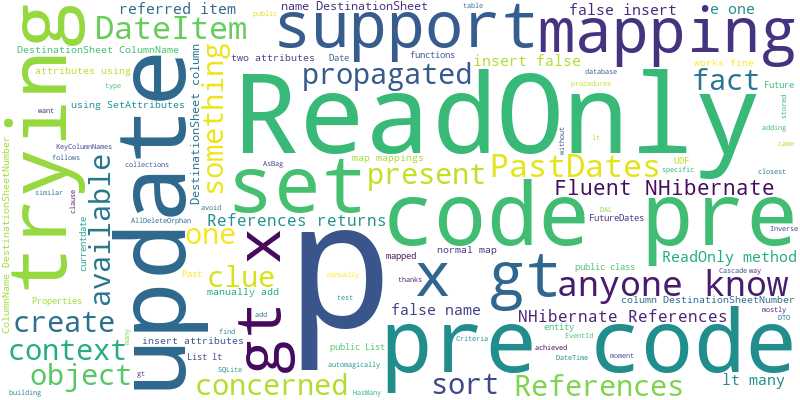 referred item
name DestinationSheet
public
table
false insert
e one
DateItem
support
mapping
DestinationSheet ColumnName
two attributes
Date
functions
insert false
works fine
attributes using
propagated
database
fact
Future
type
trying
update
something
DestinationSheet column
ReadOnly
using SetAttributes
procedures
stored
want
KeyColumnNames
AsBag
lt
without
adding
follows
collections
map mappings
UDF
came
available
set
present
PastDates
specific
closest
similar
clause
avoid
Fluent NHibernate
AllDeleteOrphan
References returns
code pre
DAL
FutureDates
Inverse
ColumnName DestinationSheetNumber
currentdate
one
x
p
normal map
mapped
ReadOnly method
Past
clue
manually
x gt
public class
Cascade
way
Properties
manually add
thanks
anyone know
column DestinationSheetNumber
create
gt
add
test
false name
NHibernate References
mostly
DTO
context
many
insert attributes
find
public List
pre code
entity
EventId
achieved
List lt
Criteria
DateTime
moment
object
SQLite
automagically
gt
concerned
sort
References
lt many
building
HasMany